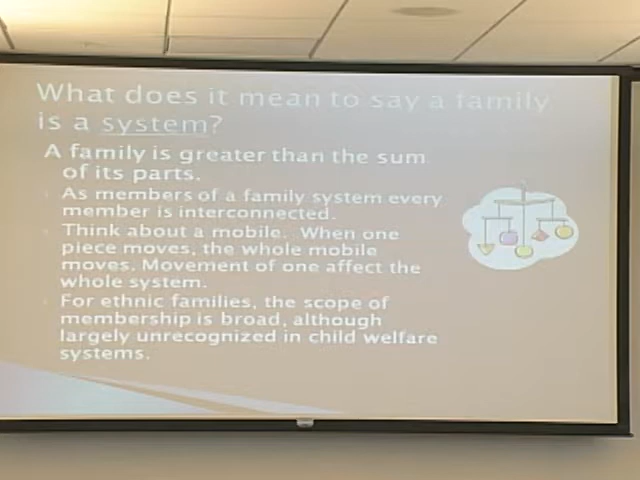 What does it mean to say a family
is a system?
A family is greater than the sum
of its parts.
As members of a family system every
member is interconnected.
Think about a mobile. When one
piece moves, the whole mobile
moves. Movement of one affect the
whole system.
For ethnic families, the scope of
membership is broad, although
largely unrecognized in child welfare
systems.